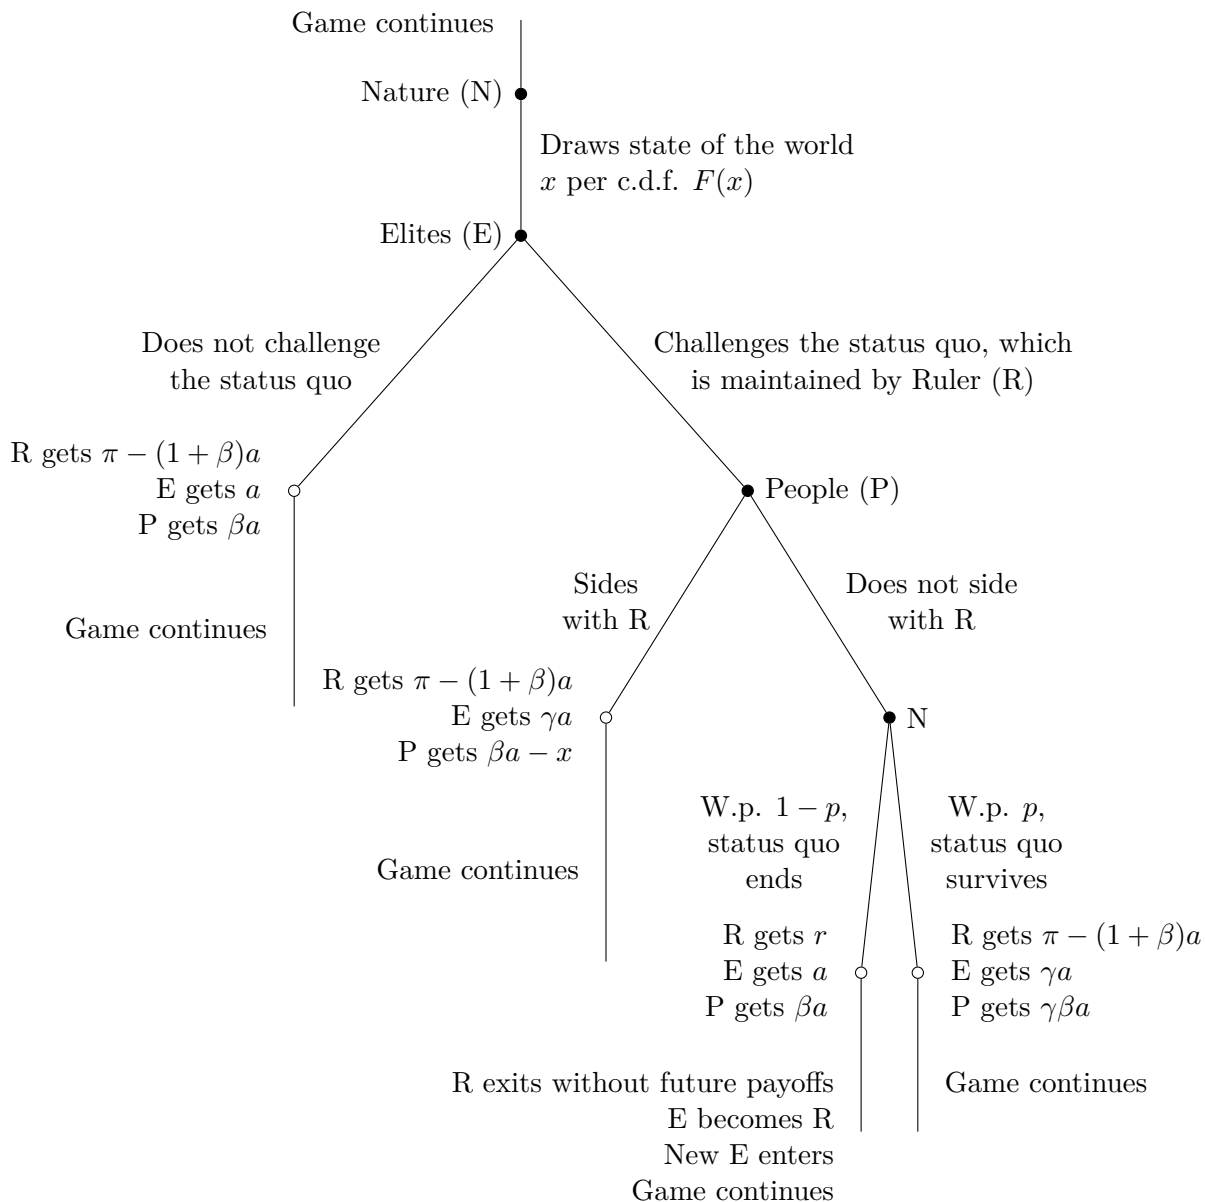 Game continues
Nature (N)
Draws state of the world
x per c.d.f. F(x)
Elites (E)
Does not challenge
the status quo
Challenges the status quo, which
is maintained by Ruler (R)
R gets π − (1 + β)a
E gets a
P gets βa
People (P)
Game continues
Sides
with R
Does not side
with R
R gets π − (1 + β)a
E gets γa
P gets βa − x
N
Game continues
W.p. 1 − p,
status quo
ends
W.p. p,
status quo
survives
R gets r
E gets a
P gets βa
R gets π − (1 + β)a
E gets γa
P gets γβa
R exits without future payoffs
E becomes R
New E enters
Game continues
Game continues